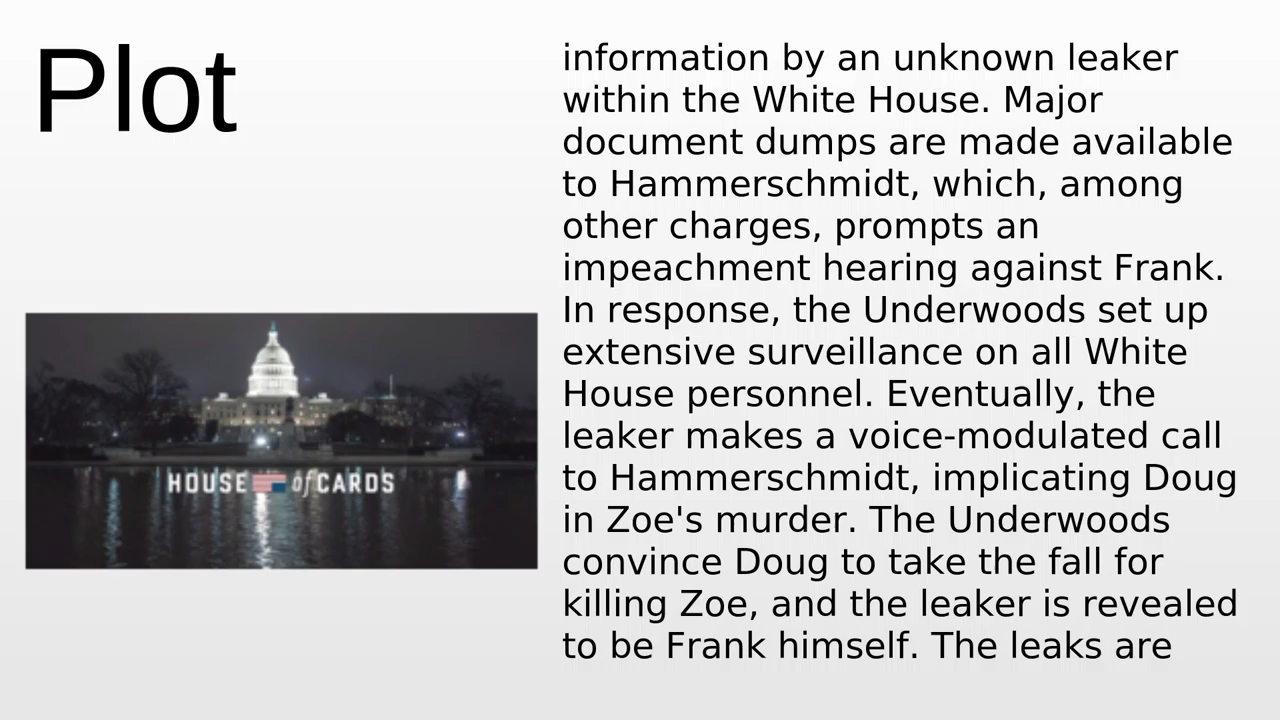 Plot
information by an unknown leaker
within the White House. Major
document dumps are made available
to Hammerschmidt, which, among
other charges, prompts an
impeachment hearing against Frank.
In response, the Underwoods set up
extensive surveillance on all White
House personnel. Eventually, the
leaker makes a voice-modulated call
to Hammerschmidt, implicating Doug
in Zoe's murder. The Underwoods
convince Doug to take the fall for
killing Zoe, and the leaker is revealed
to be Frank himself. The leaks are
HOUSE of CARDS